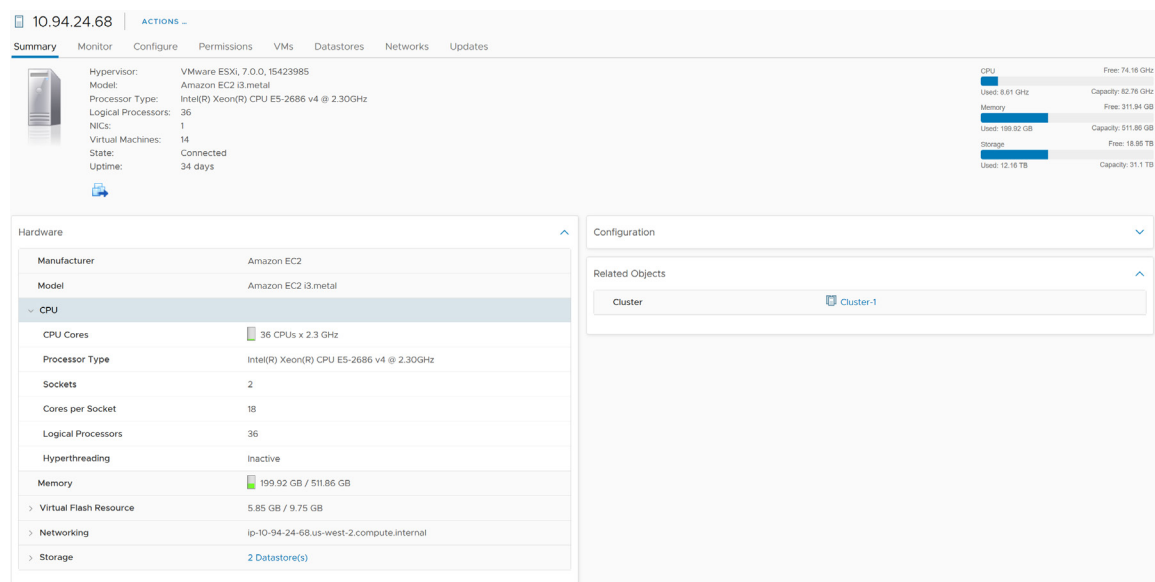 10.94.24.68 ACTIONS
Summary Monitor Configure Permissions VMs Datastores Networks Updates
Hypervisor: VMware ESXi, 7.0.0, 15423985
Model: Amazon EC2 i3.metal
Processor Type: Intel(R) Xeon(R) CPU E5-2686 v4 @ 2.30GHz
Logical Processors: 36
NICs: 1
Virtual Machines: 14
State: Connected
Uptime: 34 days
CPU Free: 74.16 GHz
Used: 8.61 GHz Capacity: 82.76 GHz
Memory Free: 311.94 GB
Used: 199.92 GB Capacity: 511.86 GB
Storage Free: 18.95 TB
Used: 12.16 TB Capacity: 31.1 TB
Hardware
Manufacturer Amazon EC2
Model Amazon EC2 i3.metal
CPU
CPU Cores 36 CPUs x 2.3 GHz
Processor Type Intel(R) Xeon(R) CPU E5-2686 v4 @ 2.30GHz
Sockets 2
Cores per Socket 18
Logical Processors 36
Hyperthreading Inactive
Memory 199.92 GB / 511.86 GB
Virtual Flash Resource 5.85 GB / 9.75 GB
Networking ip-10-94-24-68.us-west-2.compute.internal
Storage 2 Datastore(s)
Configuration
Related Objects
Cluster Cluster-1